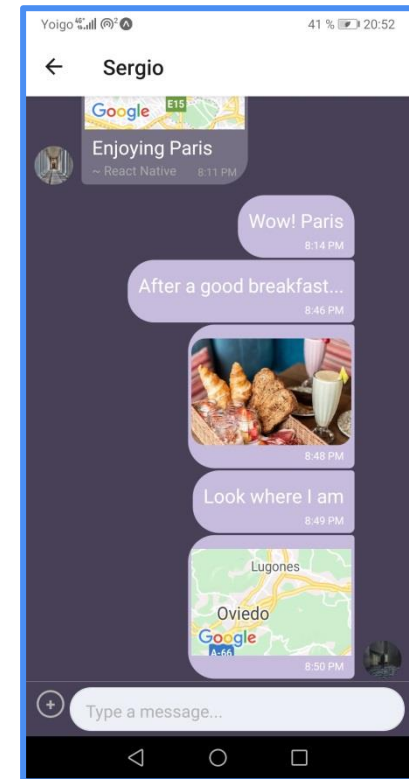 Yoigo 4G 41 % 20:52
Sergio
E15
Google
Enjoying Paris
~ React Native 8:11 PM
Wow! Paris
8:14 PM
After a good breakfast...
8:46 PM
8:48 PM
Look where I am
8:49 PM
Lugones
Oviedo
Google
A-66
8:50 PM
Type a message...